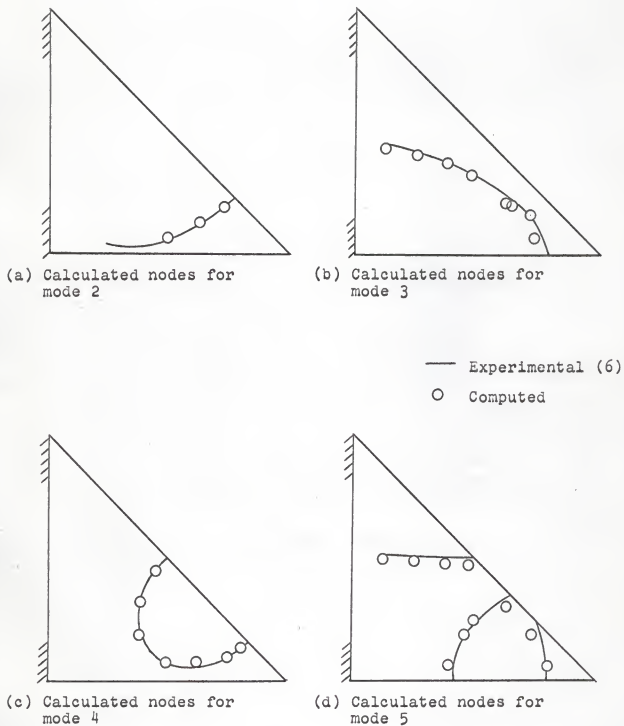 (a) Calculated nodes for
mode 2
(b) Calculated nodes for
mode 3
Experimental (6)
Computed
(c) Calculated nodes for
mode 4
(d) Calculated nodes for
mode 5